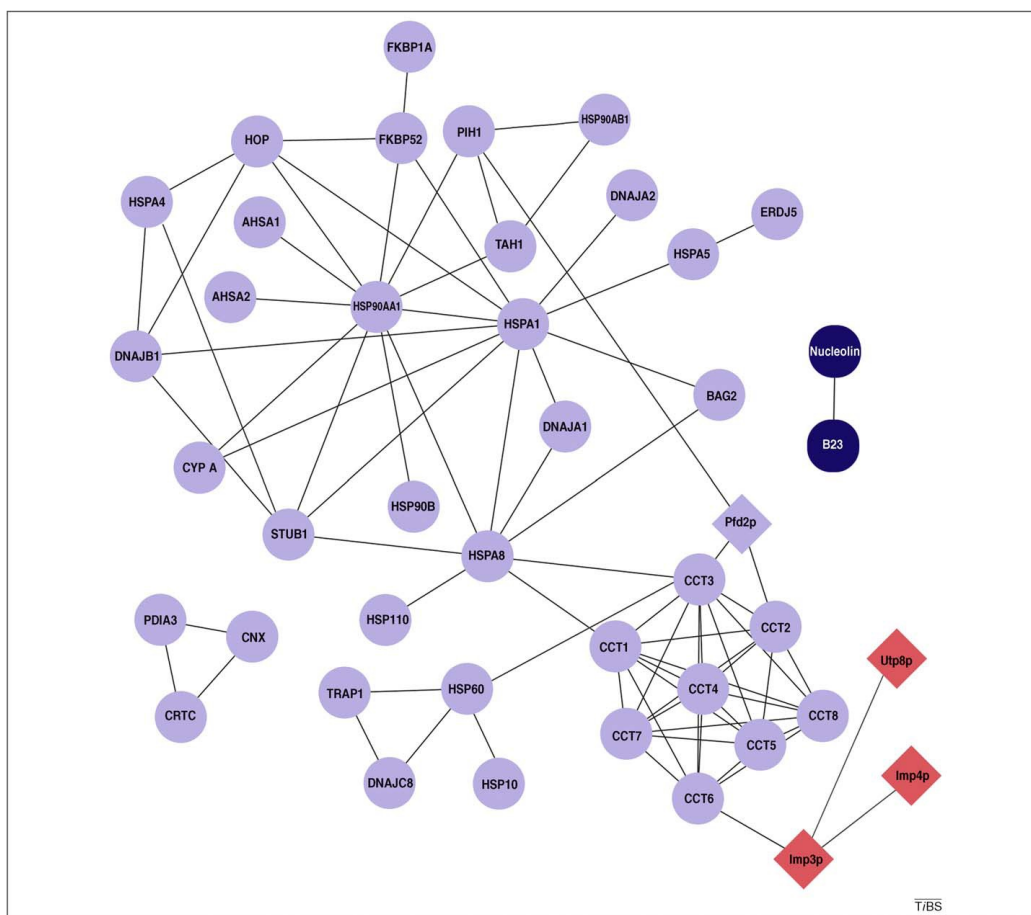 FKBP1A
HOP
FKBP52
PIH1
HSP90AB1
HSPA4
AHSA1
DNAJA2
ERDJ5
TAH1
HSPA5
AHSA2
HSP90AA1
HSPA1
DNAJB1
Nucleolin
BAG2
DNAJA1
B23
CYP A
HSP90B
STUB1
Pfd2p
HSPA8
CCT3
PDIA3
CNX
HSP110
CCT2
CCT1
Utp8p
TRAP1
HSP60
CCT4
CRTC
CCT8
CCT7
CCT5
DNAJC8
HSP10
CCT6
Imp4p
Imp3p
T/BS